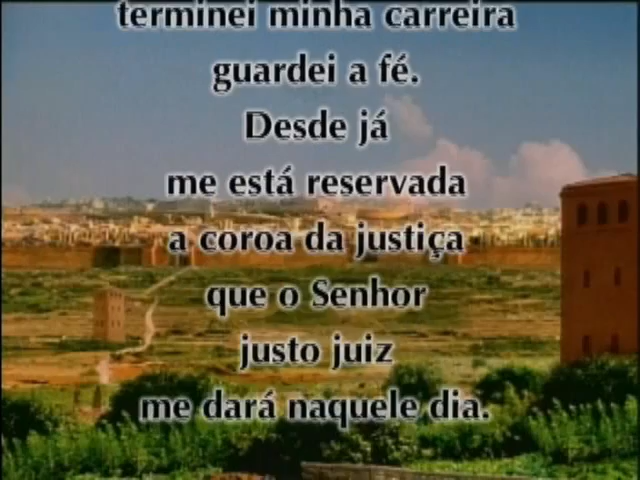 terminei minha carreira
guardei a fé.
Desde já
me está reservada
a coroa da justiça
que o Senhor
justo juiz
me dará naquele dia.